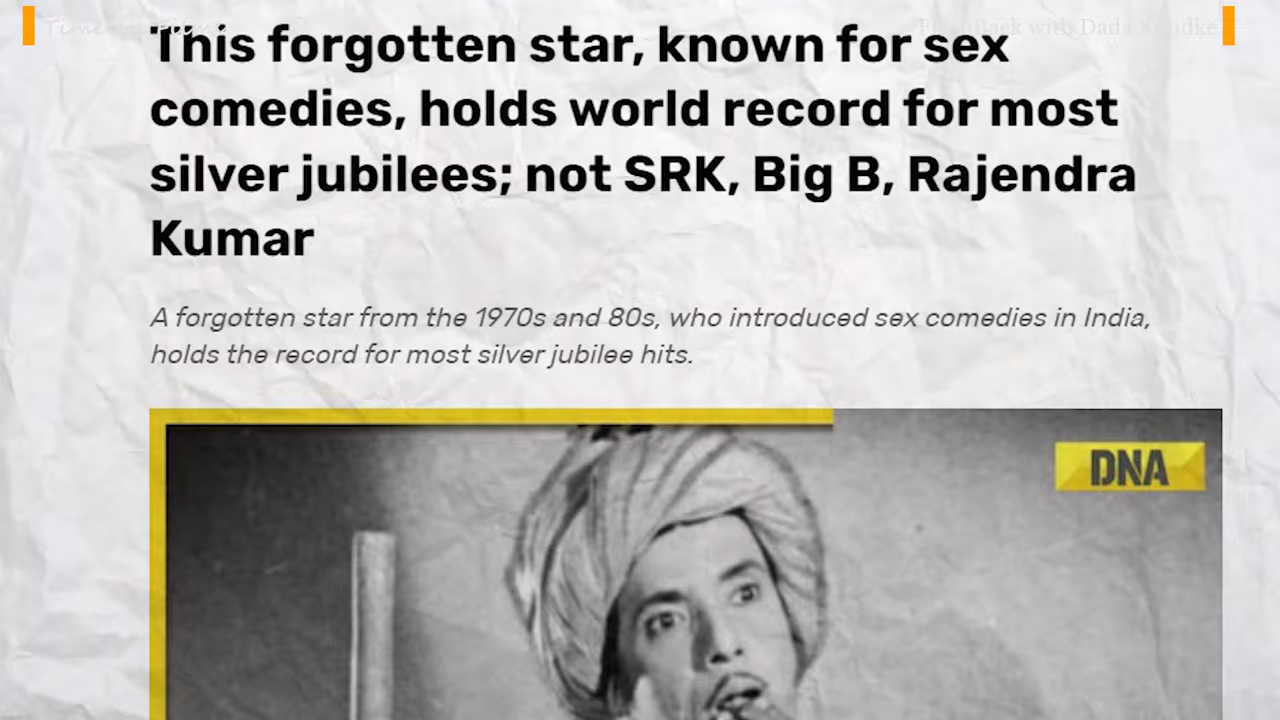 This forgotten star, known for sex
comedies, holds world record for most
silver jubilees; not SRK, Big B, Rajendra
Kumar
A forgotten star from the 1970s and 80s, who introduced sex comedies in India,
holds the record for most silver jubilee hits.
DNA